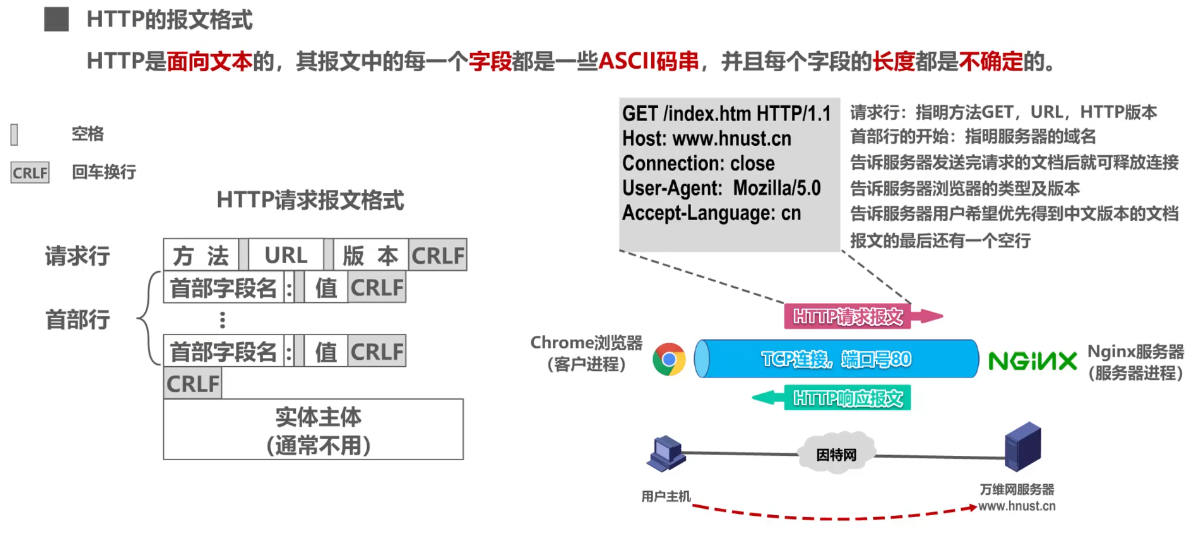 HTTP的报文格式
HTTP是面向文本的，其报文中的每一个字段都是一些ASCII码串，并且每个字段的长度都是不确定的。
空格
CRLF 回车换行
HTTP请求报文格式
请求行 方 法 URL 版 本 CRLF
首部字段名 : 值 CRLF
首部行
⋮
首部字段名 : 值 CRLF
CRLF
实体主体
（通常不用）
GET /index.htm HTTP/1.1 请求行：指明方法GET，URL，HTTP版本
Host: www.hnust.cn 首部行的开始：指明服务器的域名
Connection: close 告诉服务器发送完请求的文档后就可释放连接
User-Agent: Mozilla/5.0 告诉服务器浏览器的类型及版本
Accept-Language: cn 告诉服务器用户希望优先得到中文版本的文档
报文的最后还有一个空行
HTTP请求报文
Chrome浏览器
（客户进程）
TCP连接，端口号80
NGINX
Nginx服务器
（服务器进程）
HTTP响应报文
因特网
用户主机
万维网服务器
www.hnust.cn